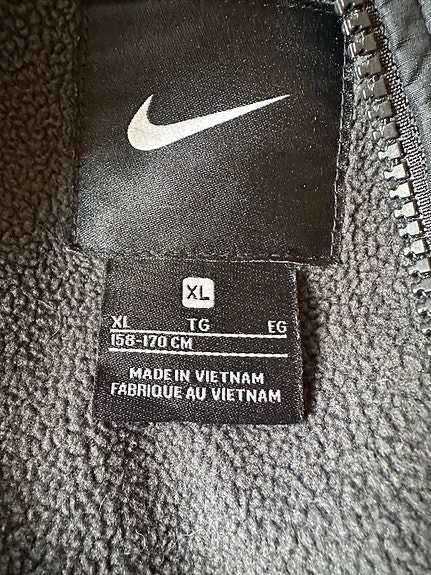 XL
XL TG EG
158-170 CM
MADE IN VIETNAM
FABRIQUE AU VIETNAM